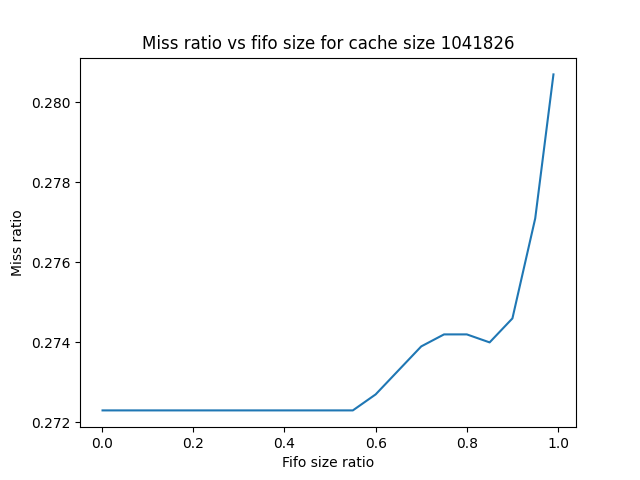 Miss ratio vs fifo size for cache size 1041826
0.280
0.278
0.276
0.274
0.272
Miss ratio
0.0 0.2 0.4 0.6 0.8 1.0
Fifo size ratio